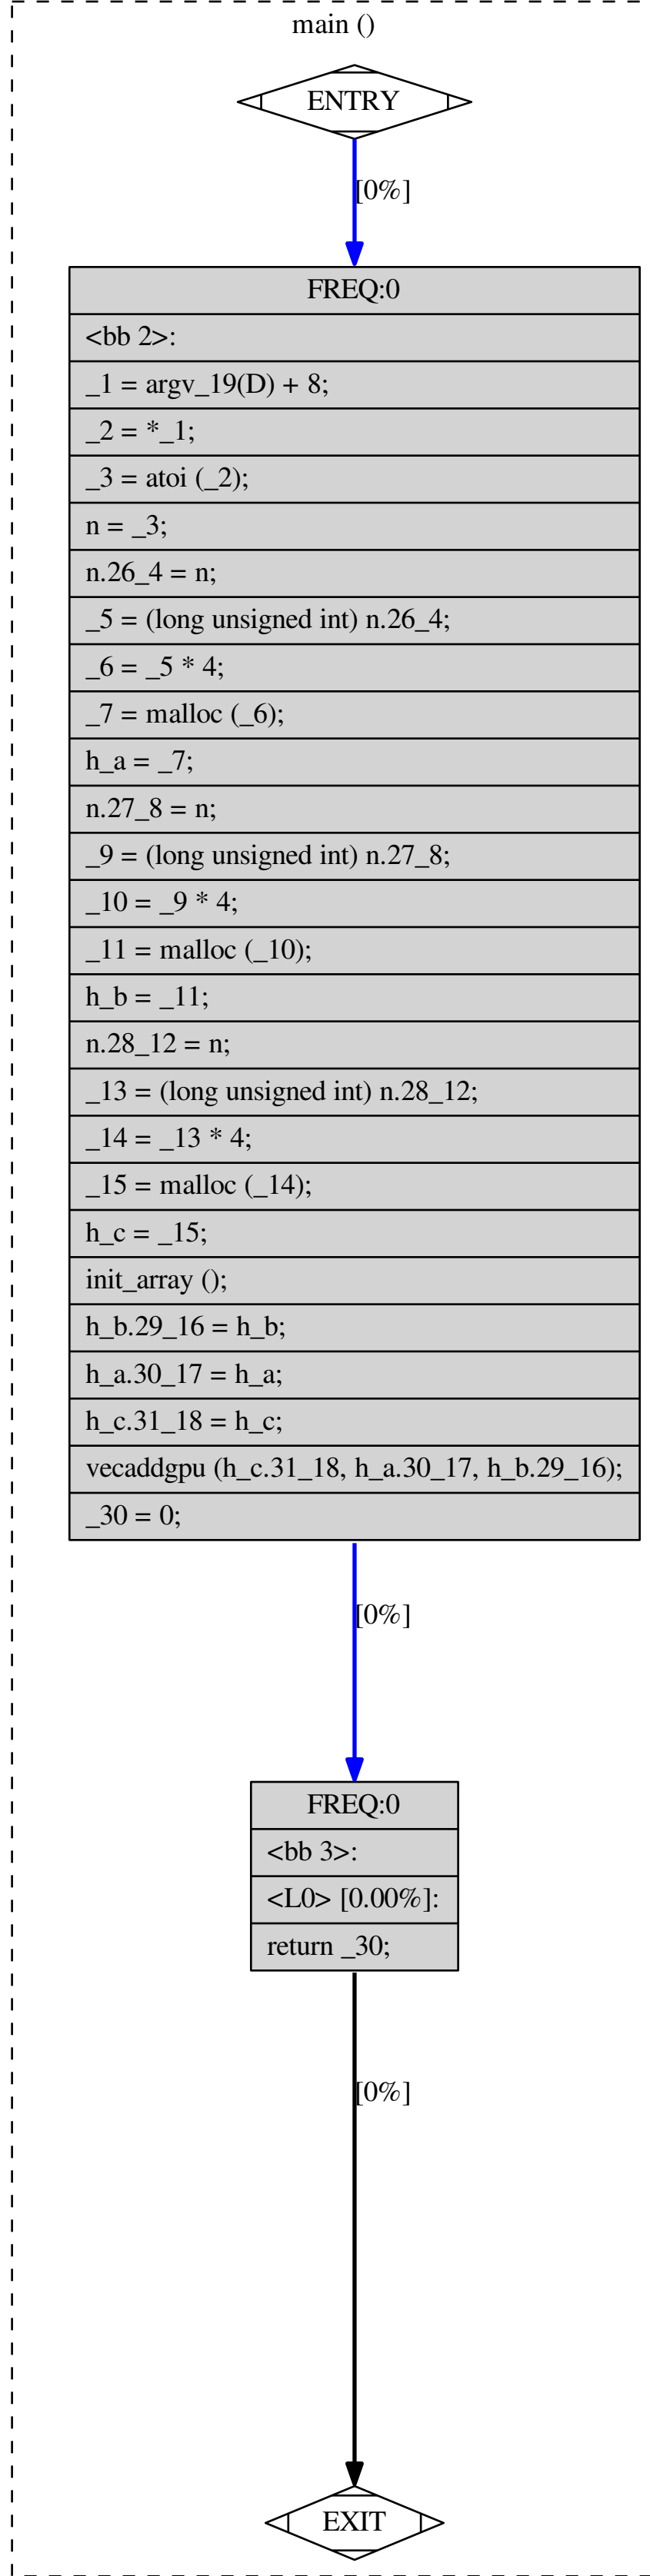 main ()
ENTRY
[0%]
FREQ:0
<bb 2>:
_1 = argv_19(D) + 8;
_2 = *_1;
_3 = atoi (_2);
n = _3;
n.26_4 = n;
_5 = (long unsigned int) n.26_4;
_6 = _5 * 4;
_7 = malloc (_6);
h_a = _7;
n.27_8 = n;
_9 = (long unsigned int) n.27_8;
_10 = _9 * 4;
_11 = malloc (_10);
h_b = _11;
n.28_12 = n;
_13 = (long unsigned int) n.28_12;
_14 = _13 * 4;
_15 = malloc (_14);
h_c = _15;
init_array ();
h_b.29_16 = h_b;
h_a.30_17 = h_a;
h_c.31_18 = h_c;
vecaddgpu (h_c.31_18, h_a.30_17, h_b.29_16);
_30 = 0;
[0%]
FREQ:0
<bb 3>:
<L0> [0.00%]:
return _30;
[0%]
EXIT